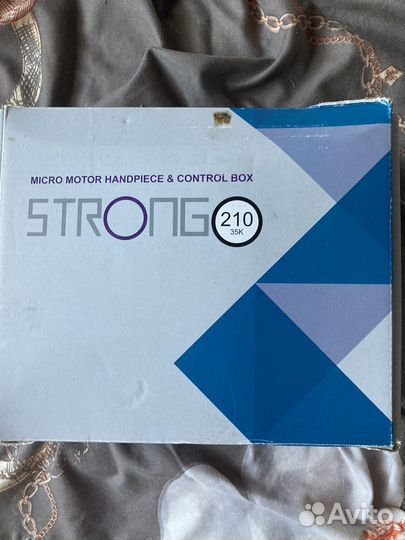 MICRO MOTOR HANDPIECE & CONTROL BOX
STRONG 210
35K
Avito